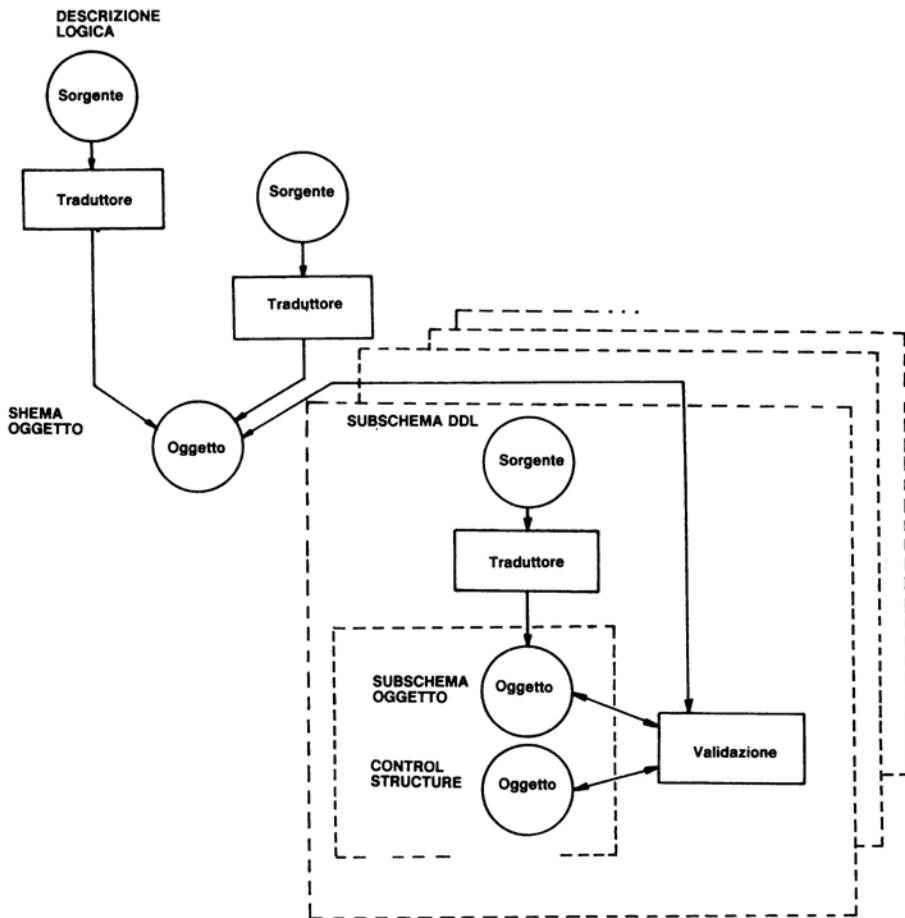 DESCRIZIONE
LOGICA
Sorgente
Traduttore
Sorgente
Traduttore
SHEMA
OGGETTO
Oggetto
SUBSCHEMA DDL
Sorgente
Traduttore
SUBSCHEMA
OGGETTO
Oggetto
CONTROL
STRUCTURE
Oggetto
Validazione